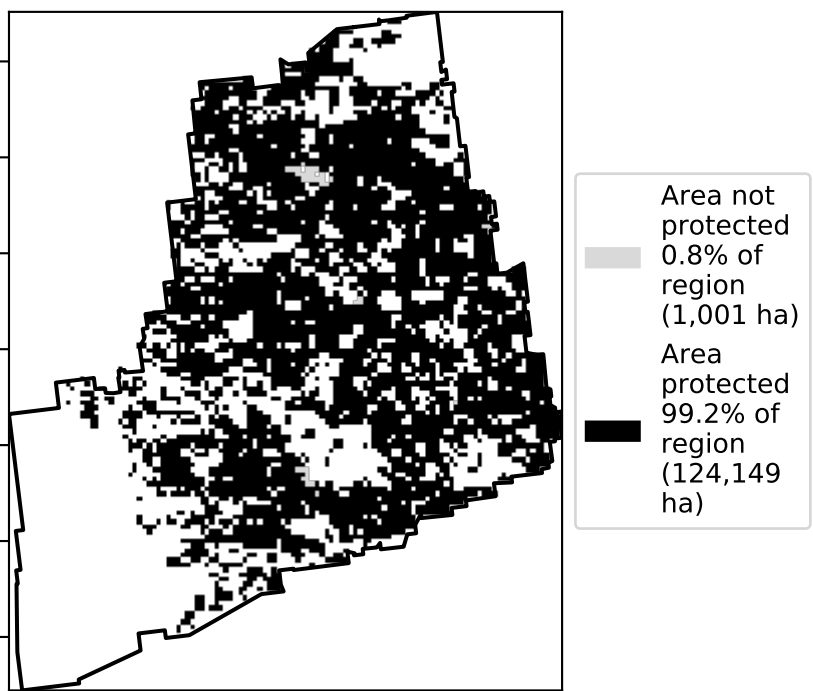 Area not
protected
0.8% of
region
(1,001 ha)
Area
protected
99.2% of
region
(124,149
ha)